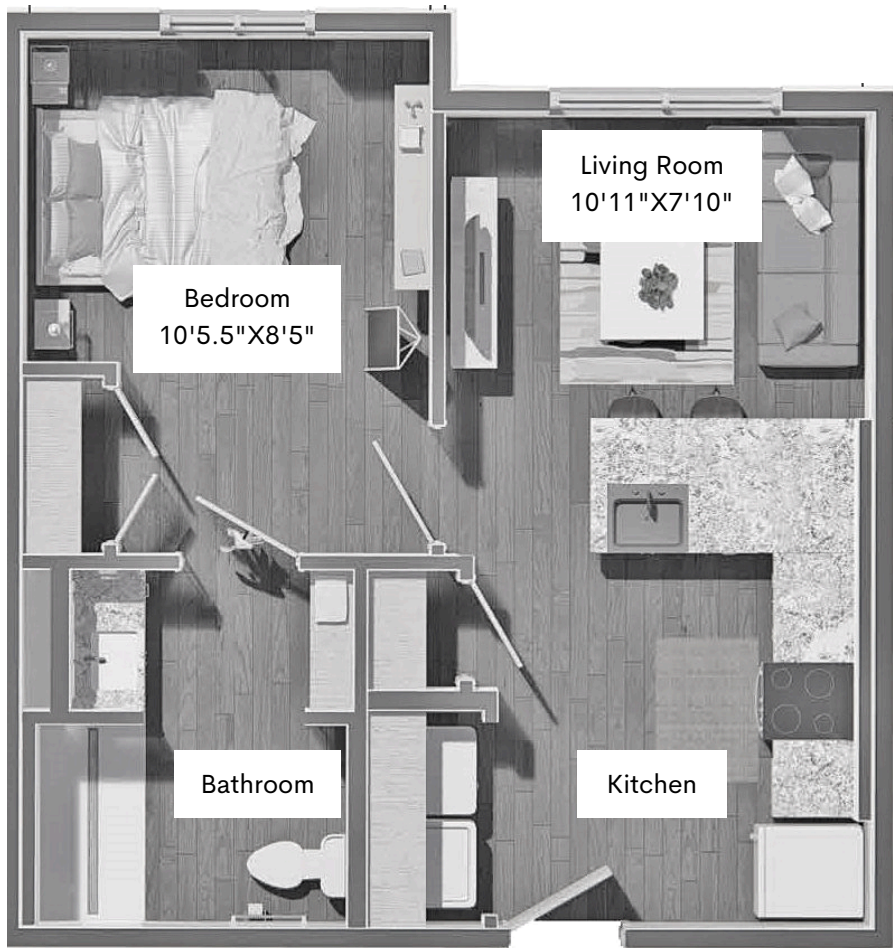 Living Room
10'11"X7'10"
Bedroom
10'5.5"X8'5"
Bathroom
Kitchen